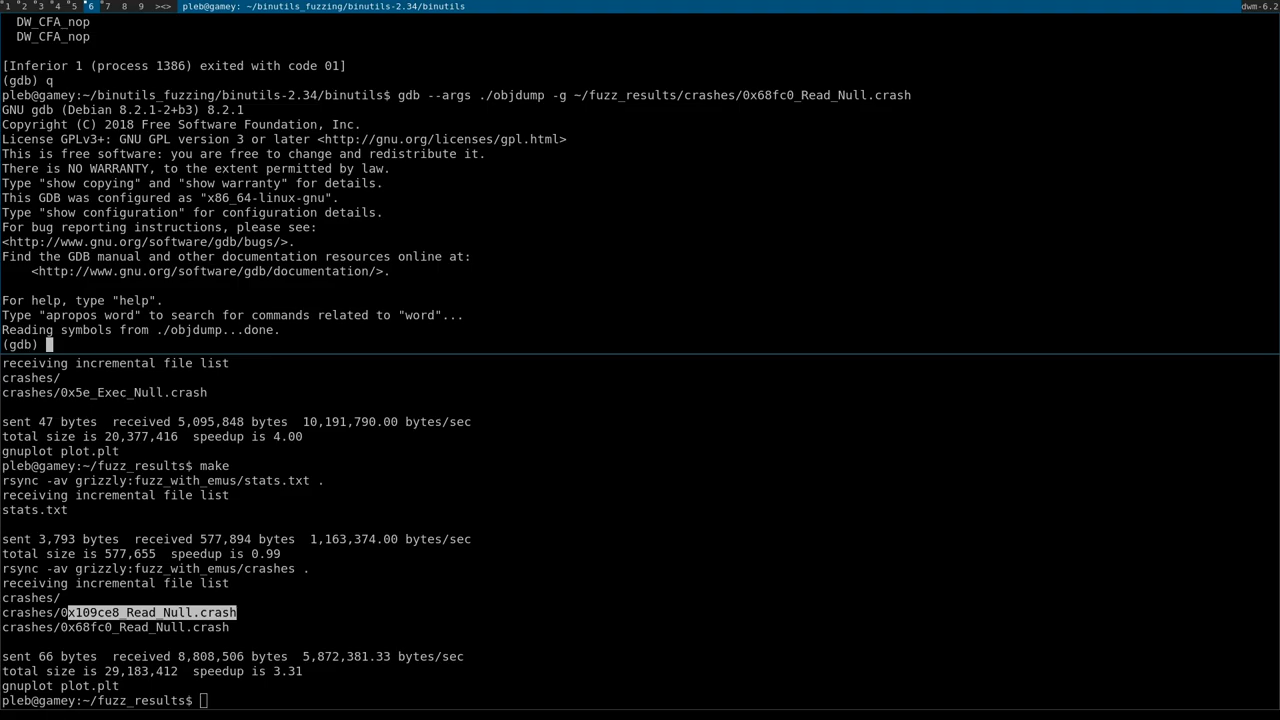 1 2 3 4 5 6 7 8 9 ><> pleb@gamey: ~/binutils_fuzzing/binutils-2.34/binutils dwm-6.2
DW_CFA_nop
DW_CFA_nop
[Inferior 1 (process 1386) exited with code 01]
(gdb) q
pleb@gamey:~/binutils_fuzzing/binutils-2.34/binutils$ gdb --args ./objdump -g ~/fuzz_results/crashes/0x68fc0_Read_Null.crash
GNU gdb (Debian 8.2.1-2+b3) 8.2.1
Copyright (C) 2018 Free Software Foundation, Inc.
License GPLv3+: GNU GPL version 3 or later <http://gnu.org/licenses/gpl.html>
This is free software: you are free to change and redistribute it.
There is NO WARRANTY, to the extent permitted by law.
Type "show copying" and "show warranty" for details.
This GDB was configured as "x86_64-linux-gnu".
Type "show configuration" for configuration details.
For bug reporting instructions, please see:
<http://www.gnu.org/software/gdb/bugs/>.
Find the GDB manual and other documentation resources online at:
<http://www.gnu.org/software/gdb/documentation/>.
For help, type "help".
Type "apropos word" to search for commands related to "word"...
Reading symbols from ./objdump...done.
(gdb)
receiving incremental file list
crashes/
crashes/0x5e_Exec_Null.crash
sent 47 bytes  received 5,095,848 bytes  10,191,790.00 bytes/sec
total size is 20,377,416  speedup is 4.00
gnuplot plot.plt
pleb@gamey:~/fuzz_results$ make
rsync -av grizzly:fuzz_with_emus/stats.txt .
receiving incremental file list
stats.txt
sent 3,793 bytes  received 577,894 bytes  1,163,374.00 bytes/sec
total size is 577,655  speedup is 0.99
rsync -av grizzly:fuzz_with_emus/crashes .
receiving incremental file list
crashes/
crashes/0x109ce8_Read_Null.crash
crashes/0x68fc0_Read_Null.crash
sent 66 bytes  received 8,808,506 bytes  5,872,381.33 bytes/sec
total size is 29,183,412  speedup is 3.31
gnuplot plot.plt
pleb@gamey:~/fuzz_results$